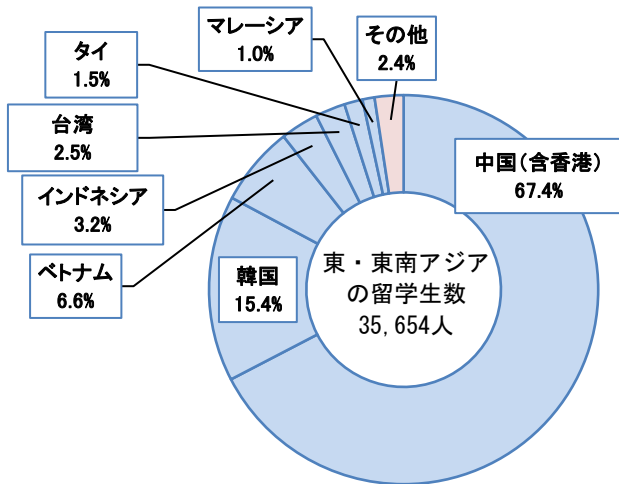 マレーシア
1.0%
その他
2.4%
タイ
1.5%
台湾
2.5%
中国(含香港)
67.4%
インドネシア
3.2%
ベトナム
6.6%
韓国
15.4%
東・東南アジア
の留学生数
35,654人